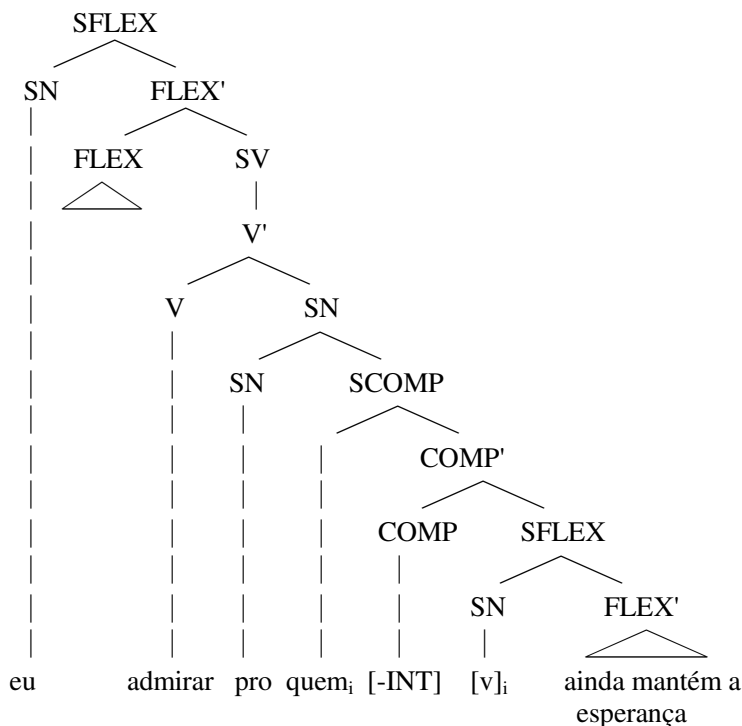 SFLEX
SN FLEX'
FLEX SV
V'
V SN
SN SCOMP
COMP'
COMP SFLEX
SN FLEX'
eu admirar pro quemᵢ [-INT] [v]ᵢ ainda mantém a
esperança